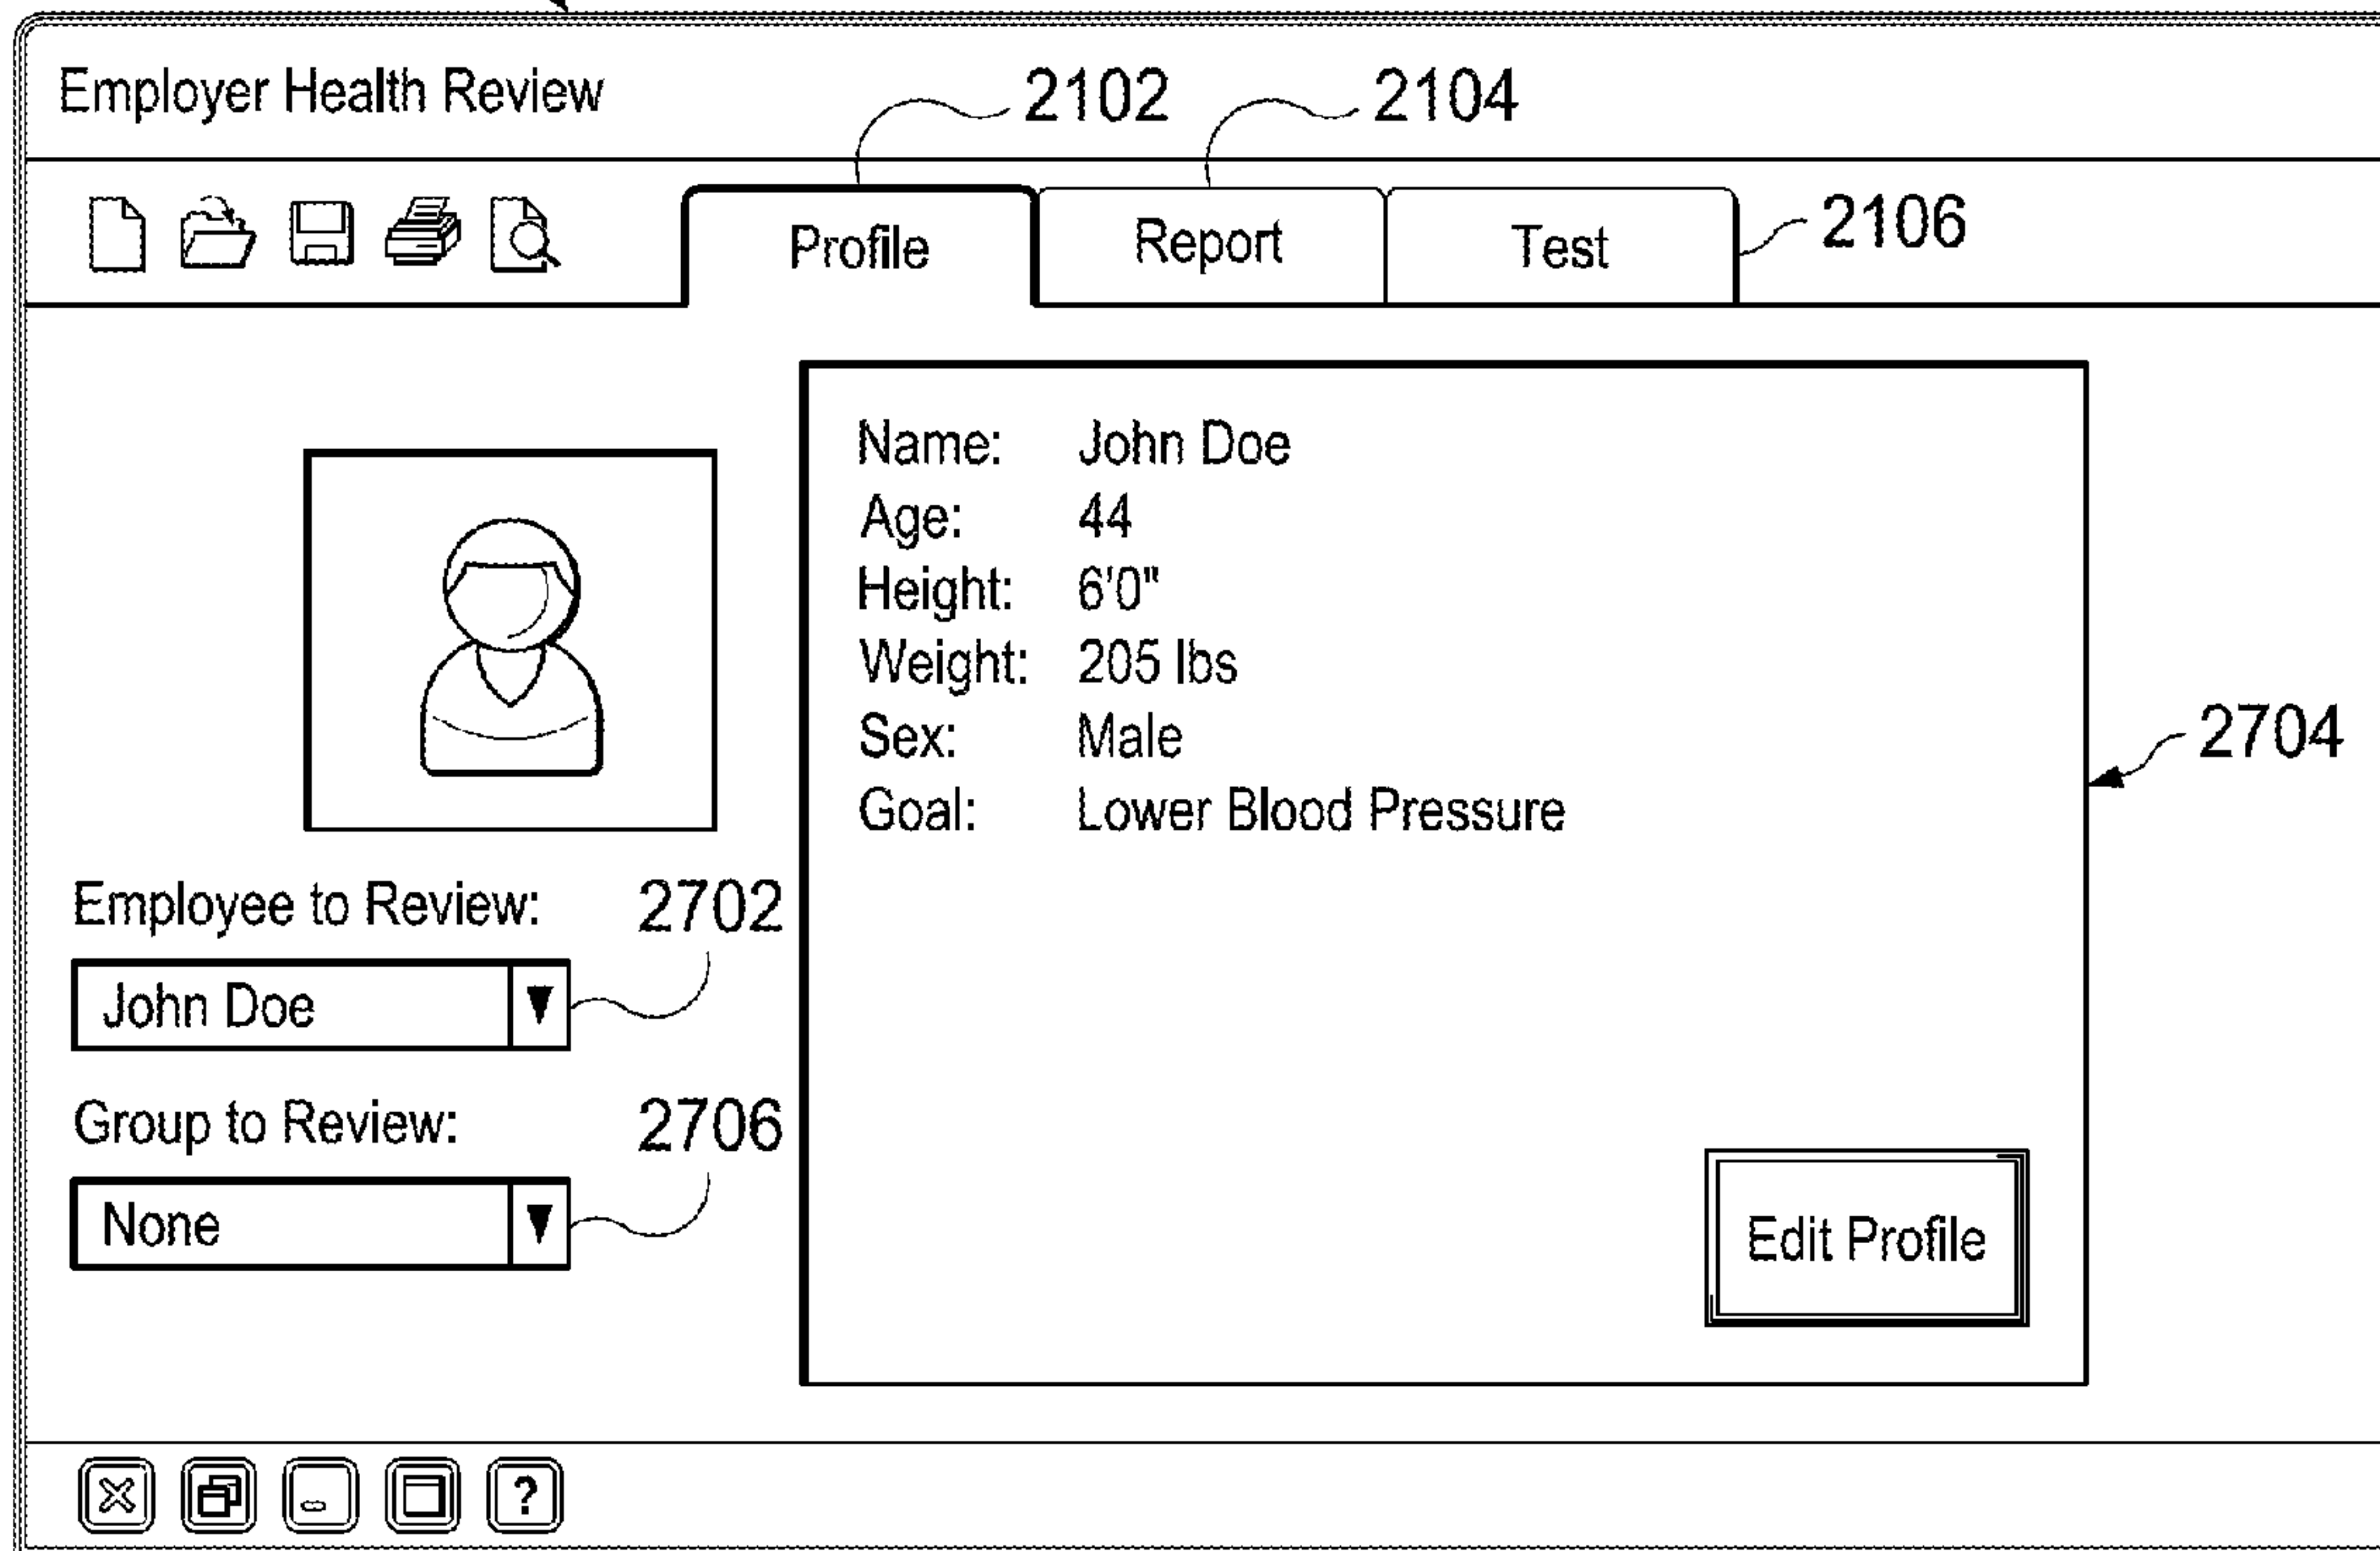 Employer Health Review
2102
2104
Profile
Report
Test
2106
Name: John Doe
Age: 44
Height: 6'0"
Weight: 205 lbs
Sex: Male
Goal: Lower Blood Pressure
2704
Employee to Review:
2702
John Doe
Group to Review:
2706
None
Edit Profile
?